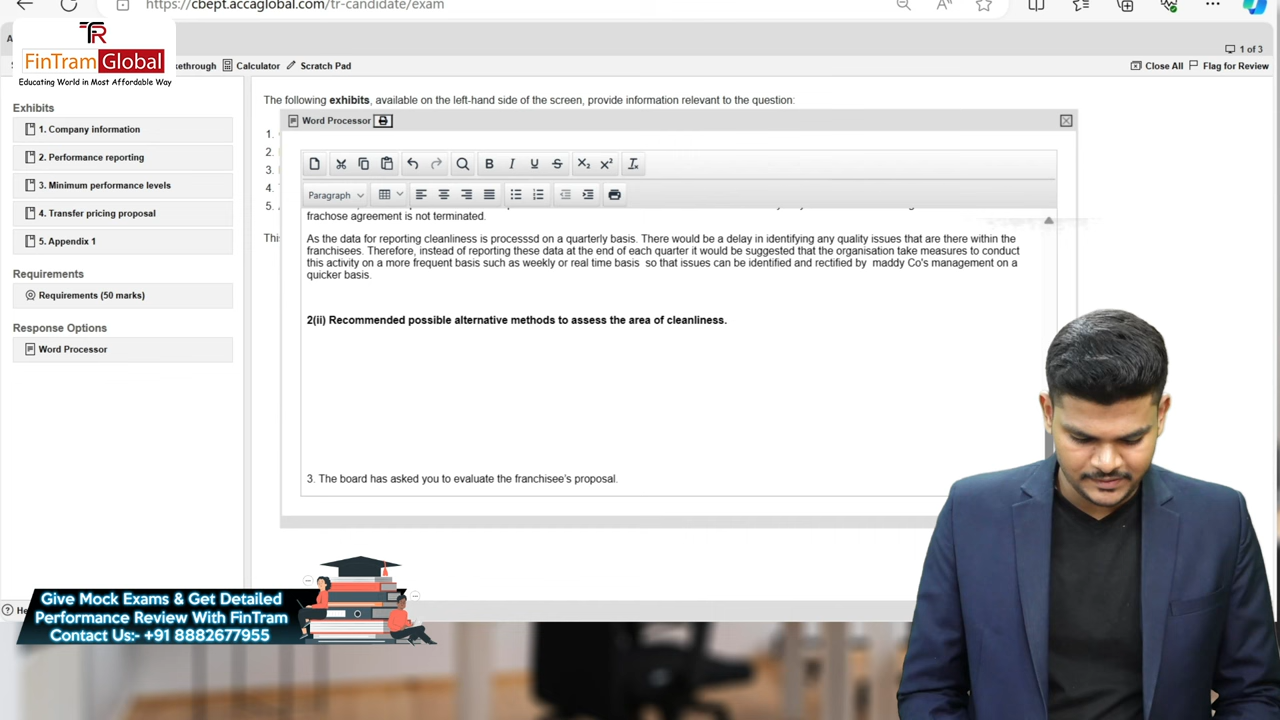 https://cbept.accaglobal.com/tr-candidate/exam
FR
FinTram Global
Educating World in Most Affordable Way
1 of 3
Calculator
Scratch Pad
Close All
Flag for Review
Exhibits
1. Company information
2. Performance reporting
3. Minimum performance levels
4. Transfer pricing proposal
5. Appendix 1
Requirements
Requirements (50 marks)
Response Options
Word Processor
The following exhibits, available on the left-hand side of the screen, provide information relevant to the question:
1.
2.
3.
4.
5.
Word Processor
B I U S X₂ X² Tx
Paragraph
frachose agreement is not terminated.
As the data for reporting cleanliness is processsd on a quarterly basis. There would be a delay in identifying any quality issues that are there within the
franchisees. Therefore, instead of reporting these data at the end of each quarter it would be suggested that the organisation take measures to conduct
this activity on a more frequent basis such as weekly or real time basis so that issues can be identified and rectified by maddy Co's management on a
quicker basis.
2(ii) Recommended possible alternative methods to assess the area of cleanliness.
3. The board has asked you to evaluate the franchisee's proposal.
Give Mock Exams & Get Detailed
Performance Review With FinTram
Contact Us:- +91 8882677955